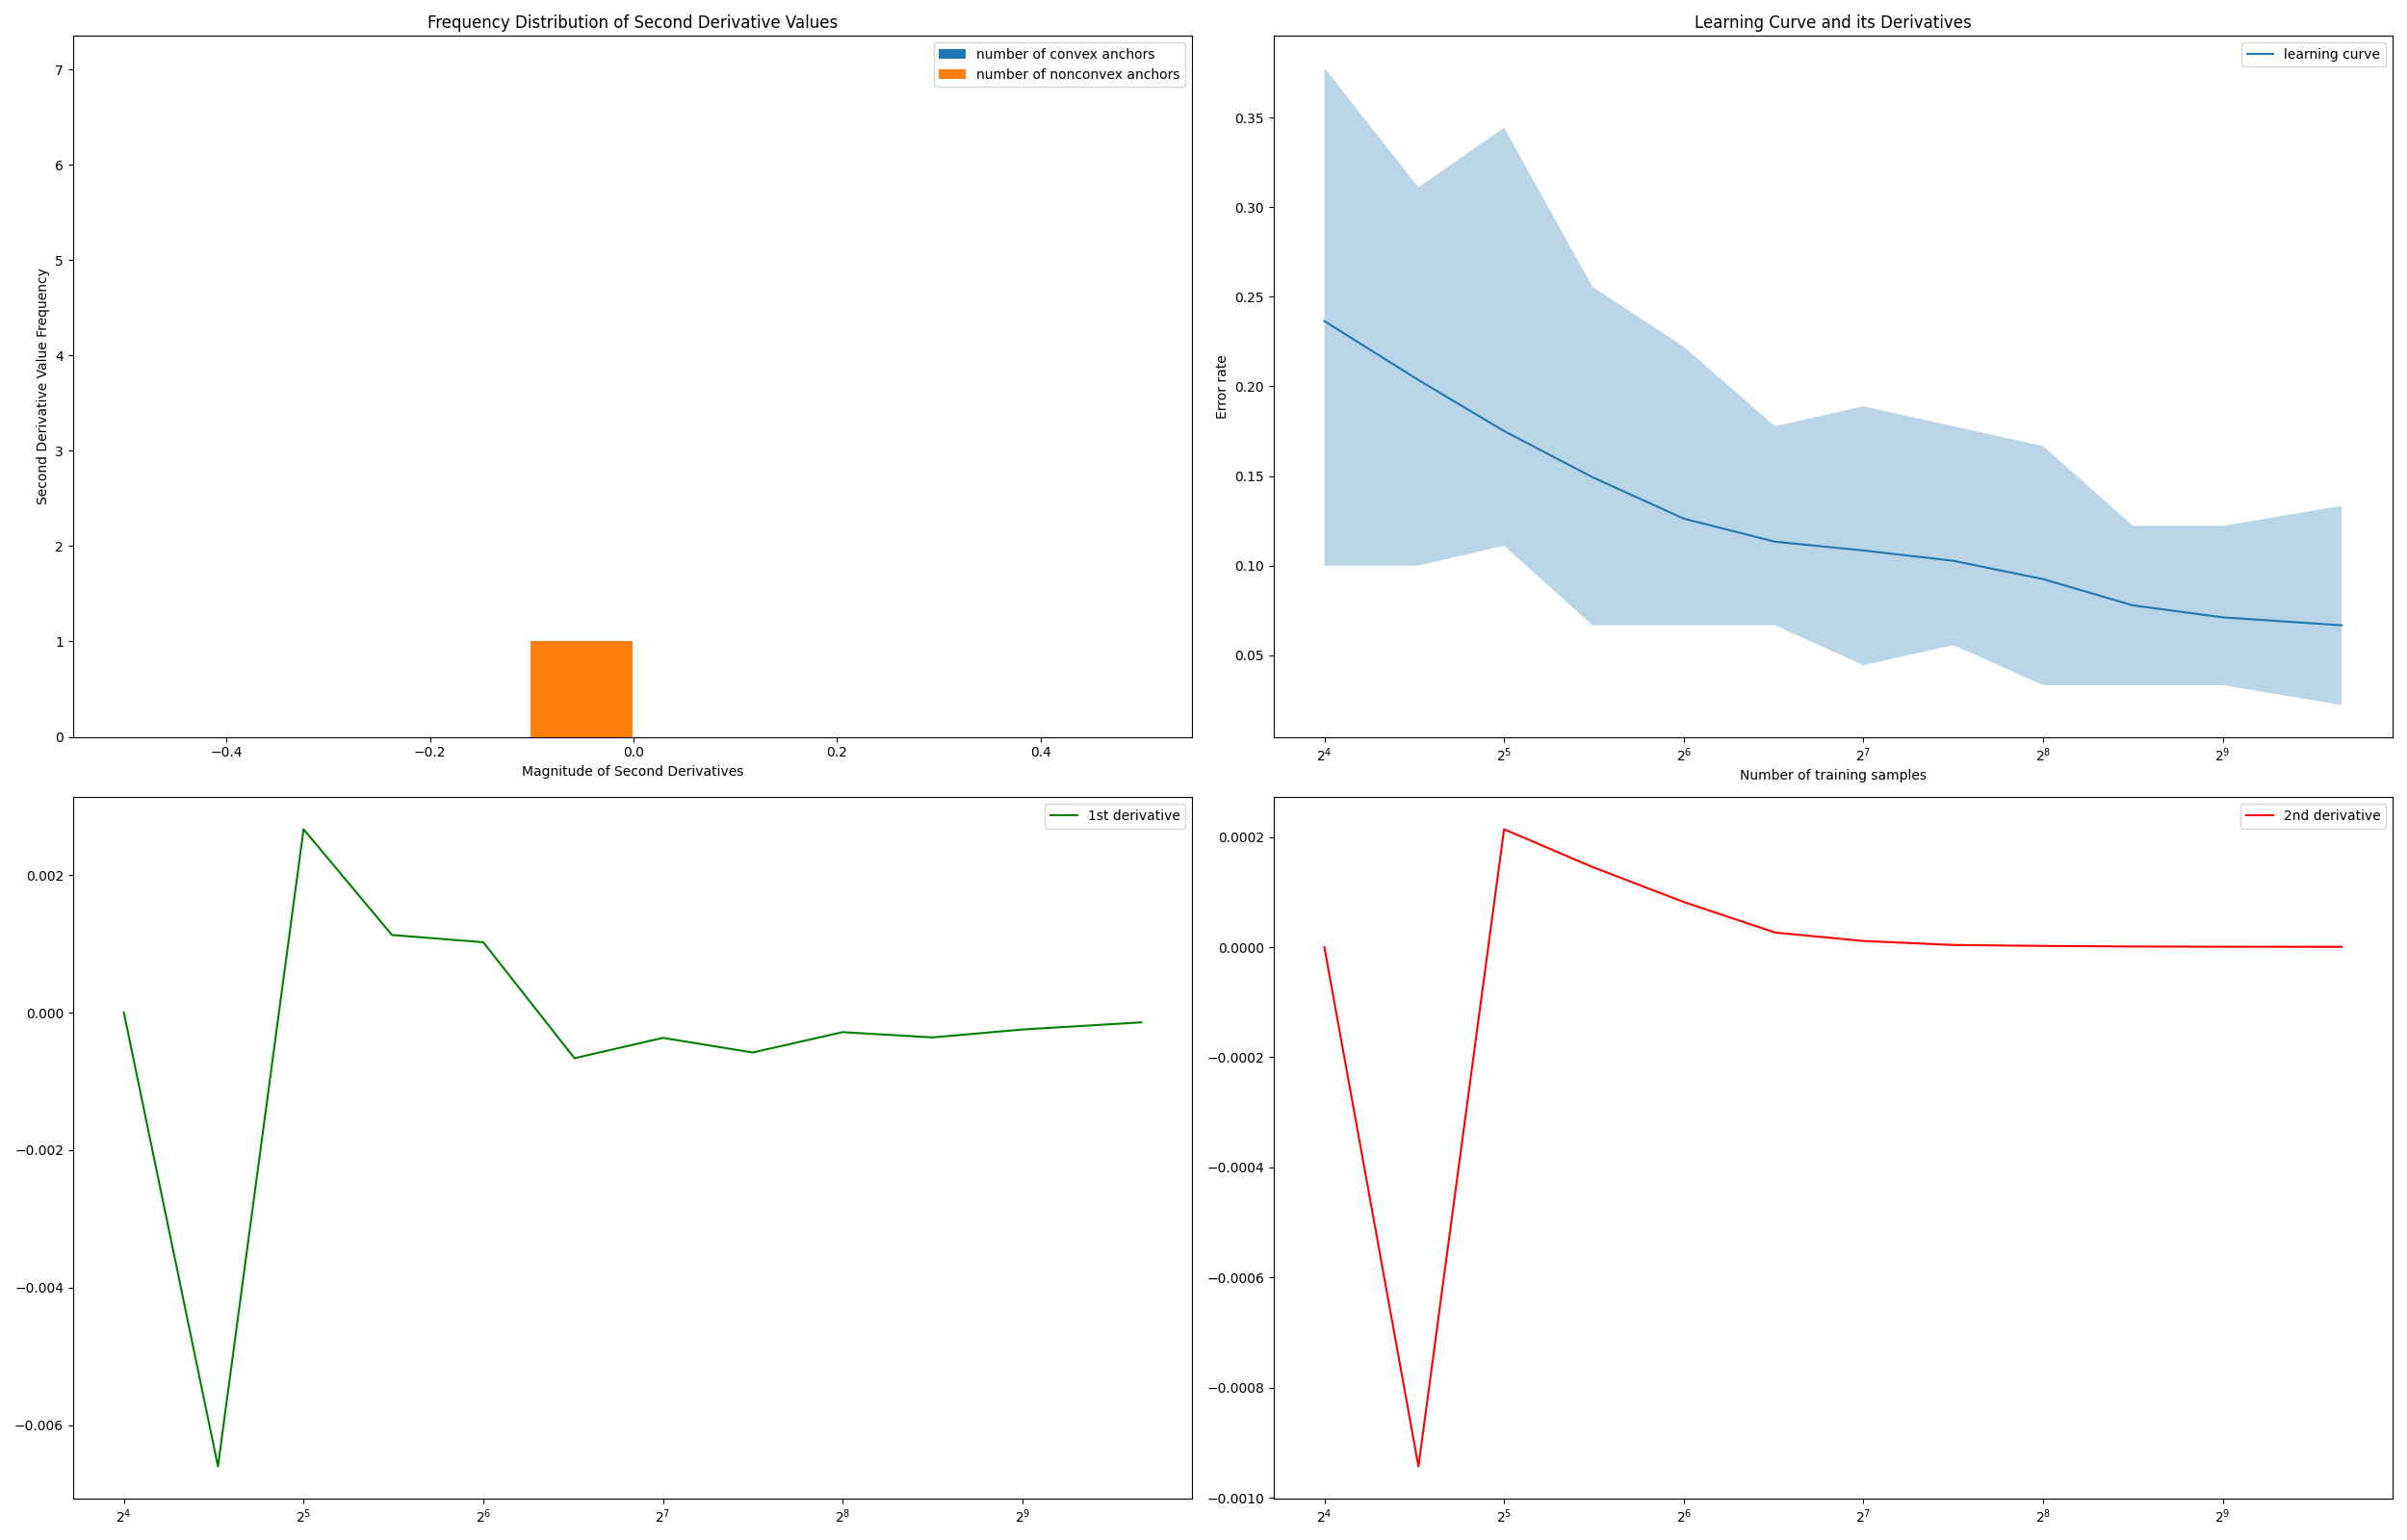 Frequency Distribution of Second Derivative Values
number of convex anchors
number of nonconvex anchors
7
6
5
4
3
2
1
0
Second Derivative Value Frequency
−0.4 −0.2 0.0 0.2 0.4
Magnitude of Second Derivatives
Learning Curve and its Derivatives
learning curve
0.35
0.30
0.25
0.20
0.15
0.10
0.05
Error rate
2⁴ 2⁵ 2⁶ 2⁷ 2⁸ 2⁹
Number of training samples
1st derivative
0.002
0.000
−0.002
−0.004
−0.006
2⁴ 2⁵ 2⁶ 2⁷ 2⁸ 2⁹
2nd derivative
0.0002
0.0000
−0.0002
−0.0004
−0.0006
−0.0008
−0.0010
2⁴ 2⁵ 2⁶ 2⁷ 2⁸ 2⁹